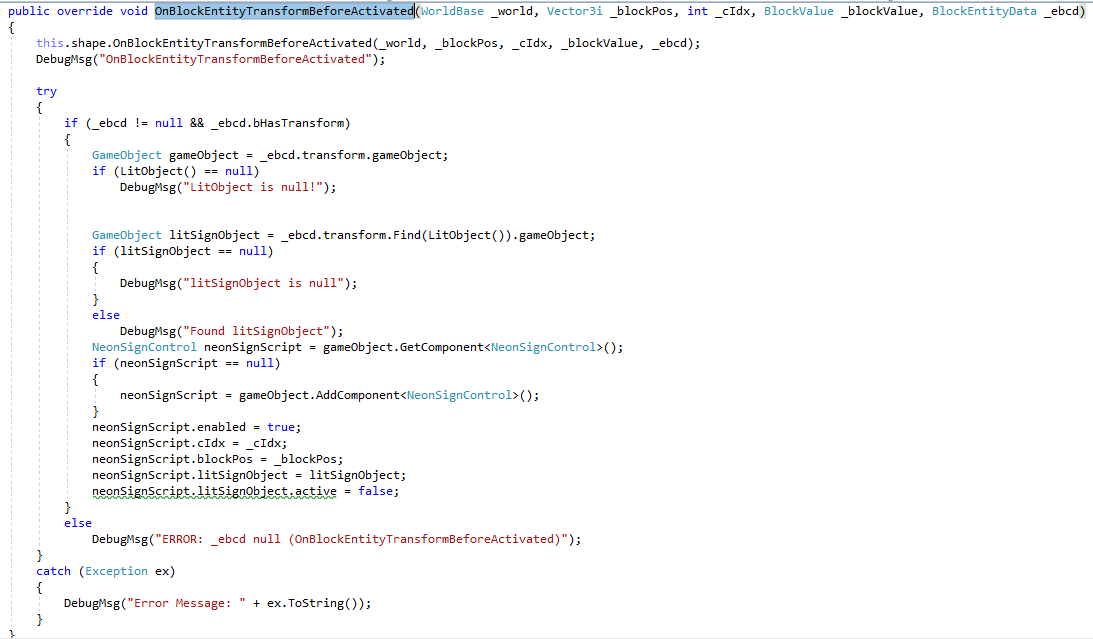 public override void OnBlockEntityTransformBeforeActivated(WorldBase _world, Vector3i _blockPos, int _cIdx, BlockValue _blockValue, BlockEntityData _ebcd)
{
    this.shape.OnBlockEntityTransformBeforeActivated(_world, _blockPos, _cIdx, _blockValue, _ebcd);
    DebugMsg("OnBlockEntityTransformBeforeActivated");
    try
    {
        if (_ebcd != null && _ebcd.bHasTransform)
        {
            GameObject gameObject = _ebcd.transform.gameObject;
            if (LitObject() == null)
                DebugMsg("LitObject is null!");
            GameObject litSignObject = _ebcd.transform.Find(LitObject()).gameObject;
            if (litSignObject == null)
            {
                DebugMsg("litSignObject is null");
            }
            else
                DebugMsg("Found litSignObject");
            NeonSignControl neonSignScript = gameObject.GetComponent<NeonSignControl>();
            if (neonSignScript == null)
            {
                neonSignScript = gameObject.AddComponent<NeonSignControl>();
            }
            neonSignScript.enabled = true;
            neonSignScript.cIdx = _cIdx;
            neonSignScript.blockPos = _blockPos;
            neonSignScript.litSignObject = litSignObject;
            neonSignScript.litSignObject.active = false;
        }
        else
            DebugMsg("ERROR: _ebcd null (OnBlockEntityTransformBeforeActivated)");
    }
    catch (Exception ex)
    {
        DebugMsg("Error Message: " + ex.ToString());
    }
}